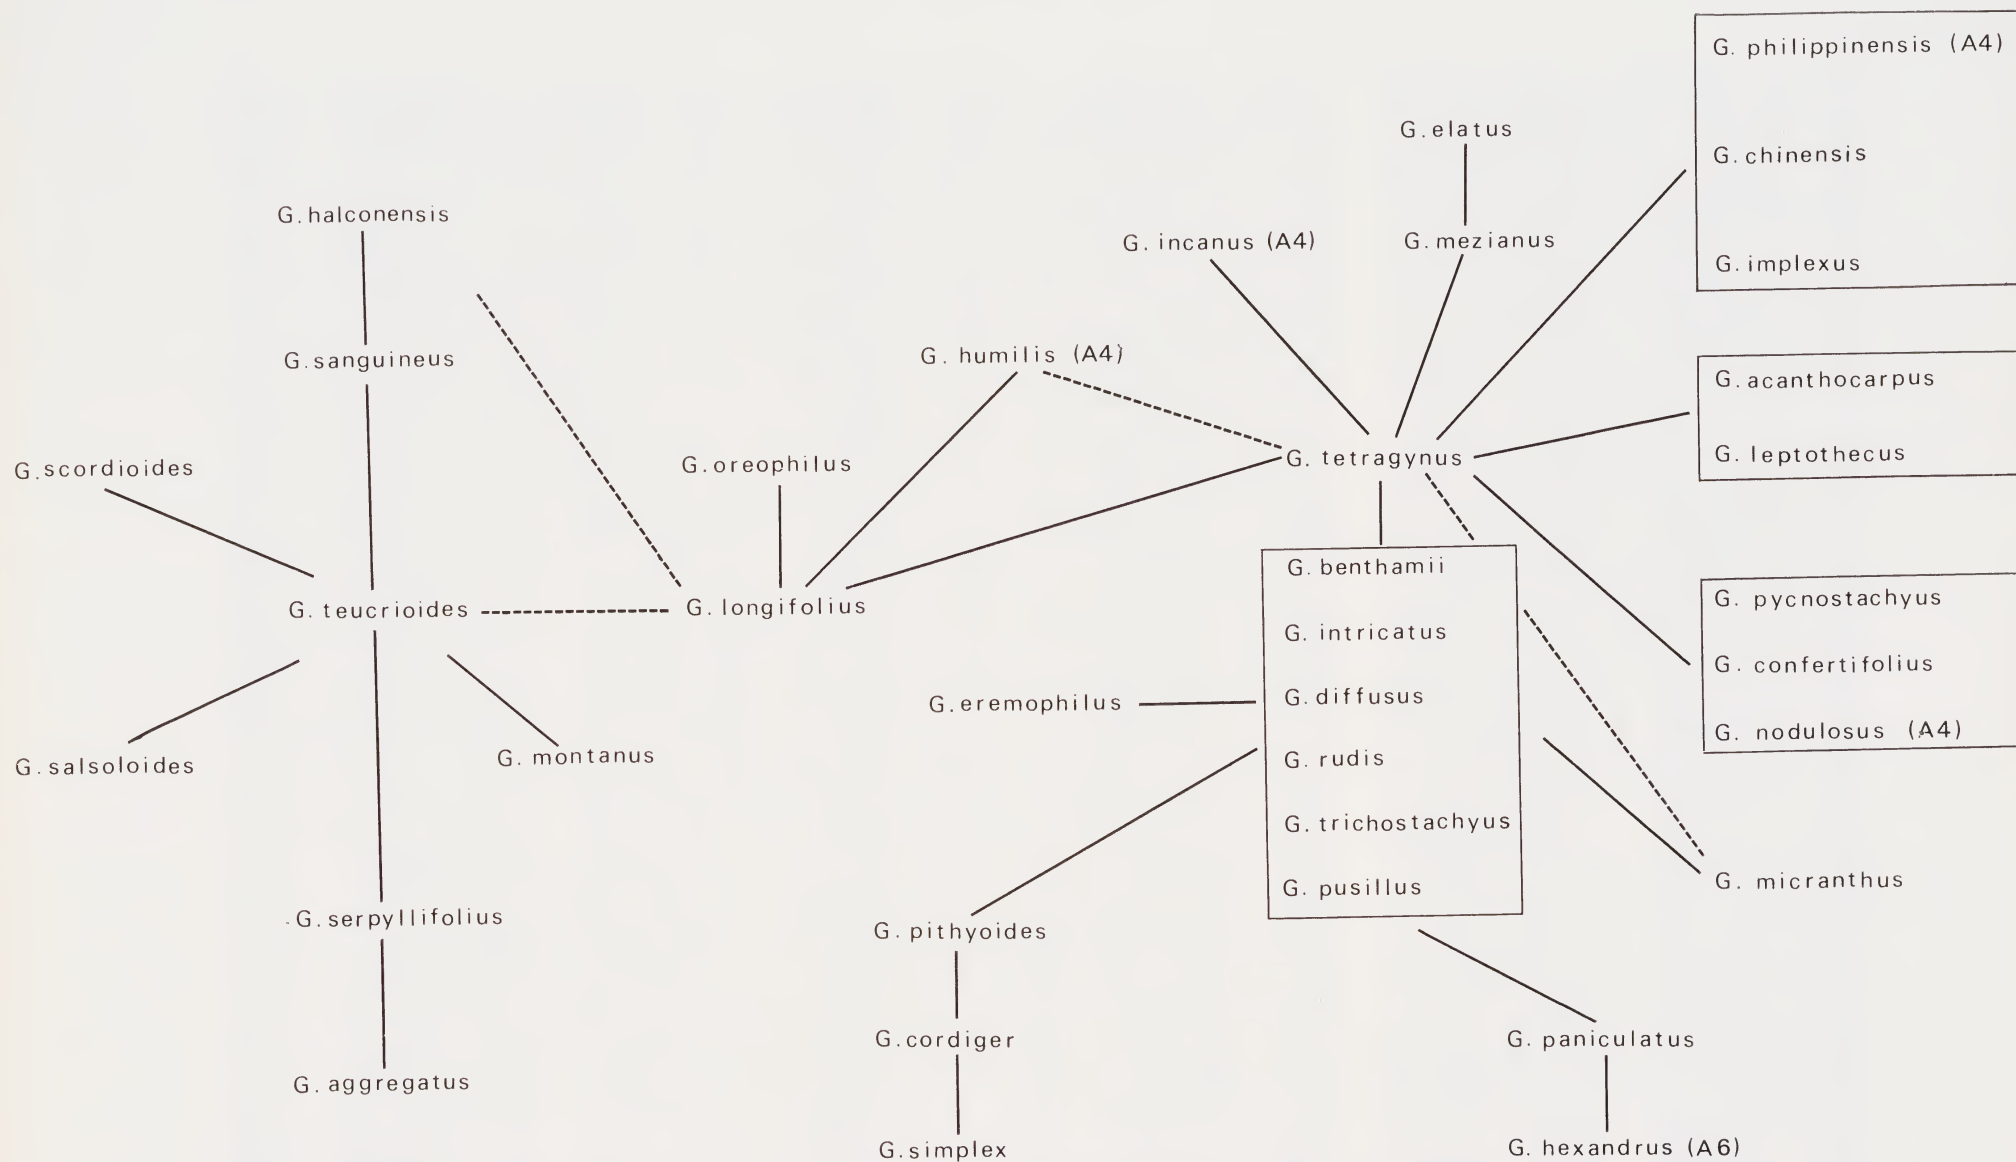 G. philippinensis (A4)
G. elatus
G. chinensis
G. halconensis
G. incanus (A4)
G. mezianus
G. implexus
G. humilis (A4)
G. sanguineus
G. acanthocarpus
G. scordioides
G. oreophilus
G. tetragynus
G. leptothecus
G. benthamii
G. teucrioides
G. longifolius
G. pycnostachyus
G. intricatus
G. confertifolius
G. eremophilus
G. diffusus
G. nodulosus (A4)
G. salsoloides
G. montanus
G. rudis
G. trichostachyus
G. pusillus
G. micranthus
G. serpyllifolius
G. pithyoides
G. cordiger
G. paniculatus
G. aggregatus
G. simplex
G. hexandrus (A6)